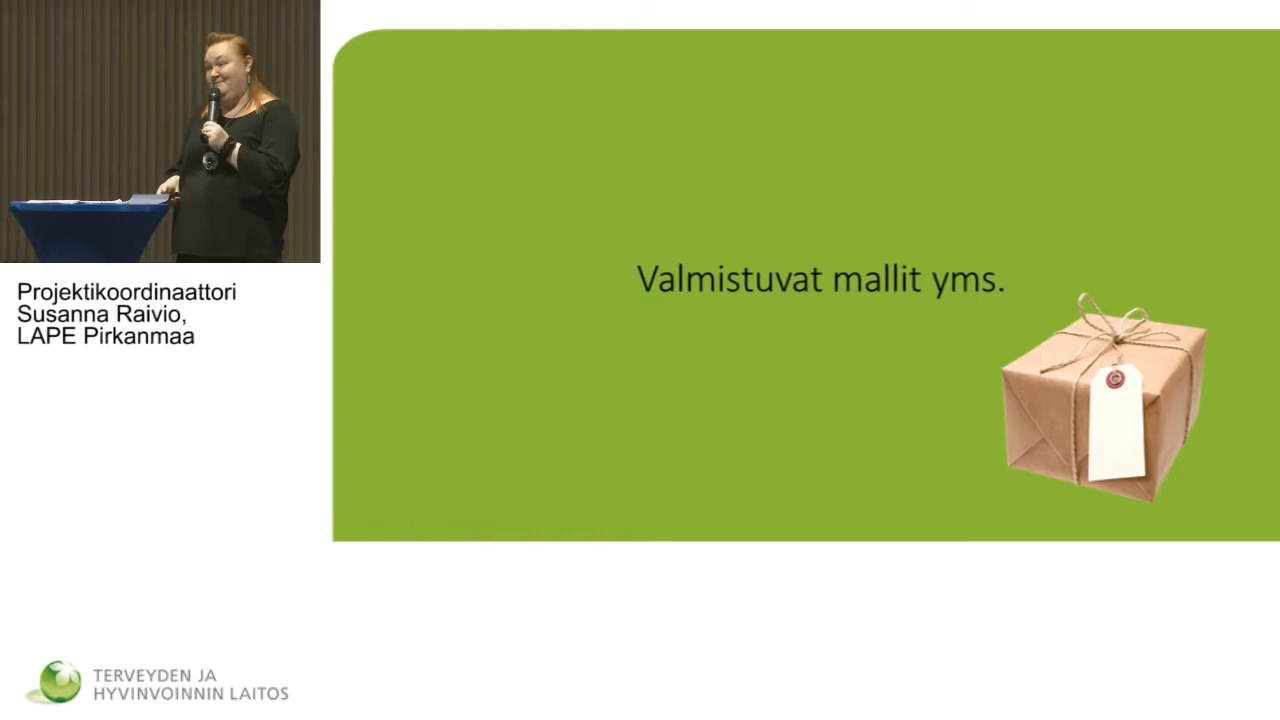 Projektikoordinaattori
Susanna Raivio,
LAPE Pirkanmaa
Valmistuvat mallit yms.
TERVEYDEN JA
HYVINVOINNIN LAITOS